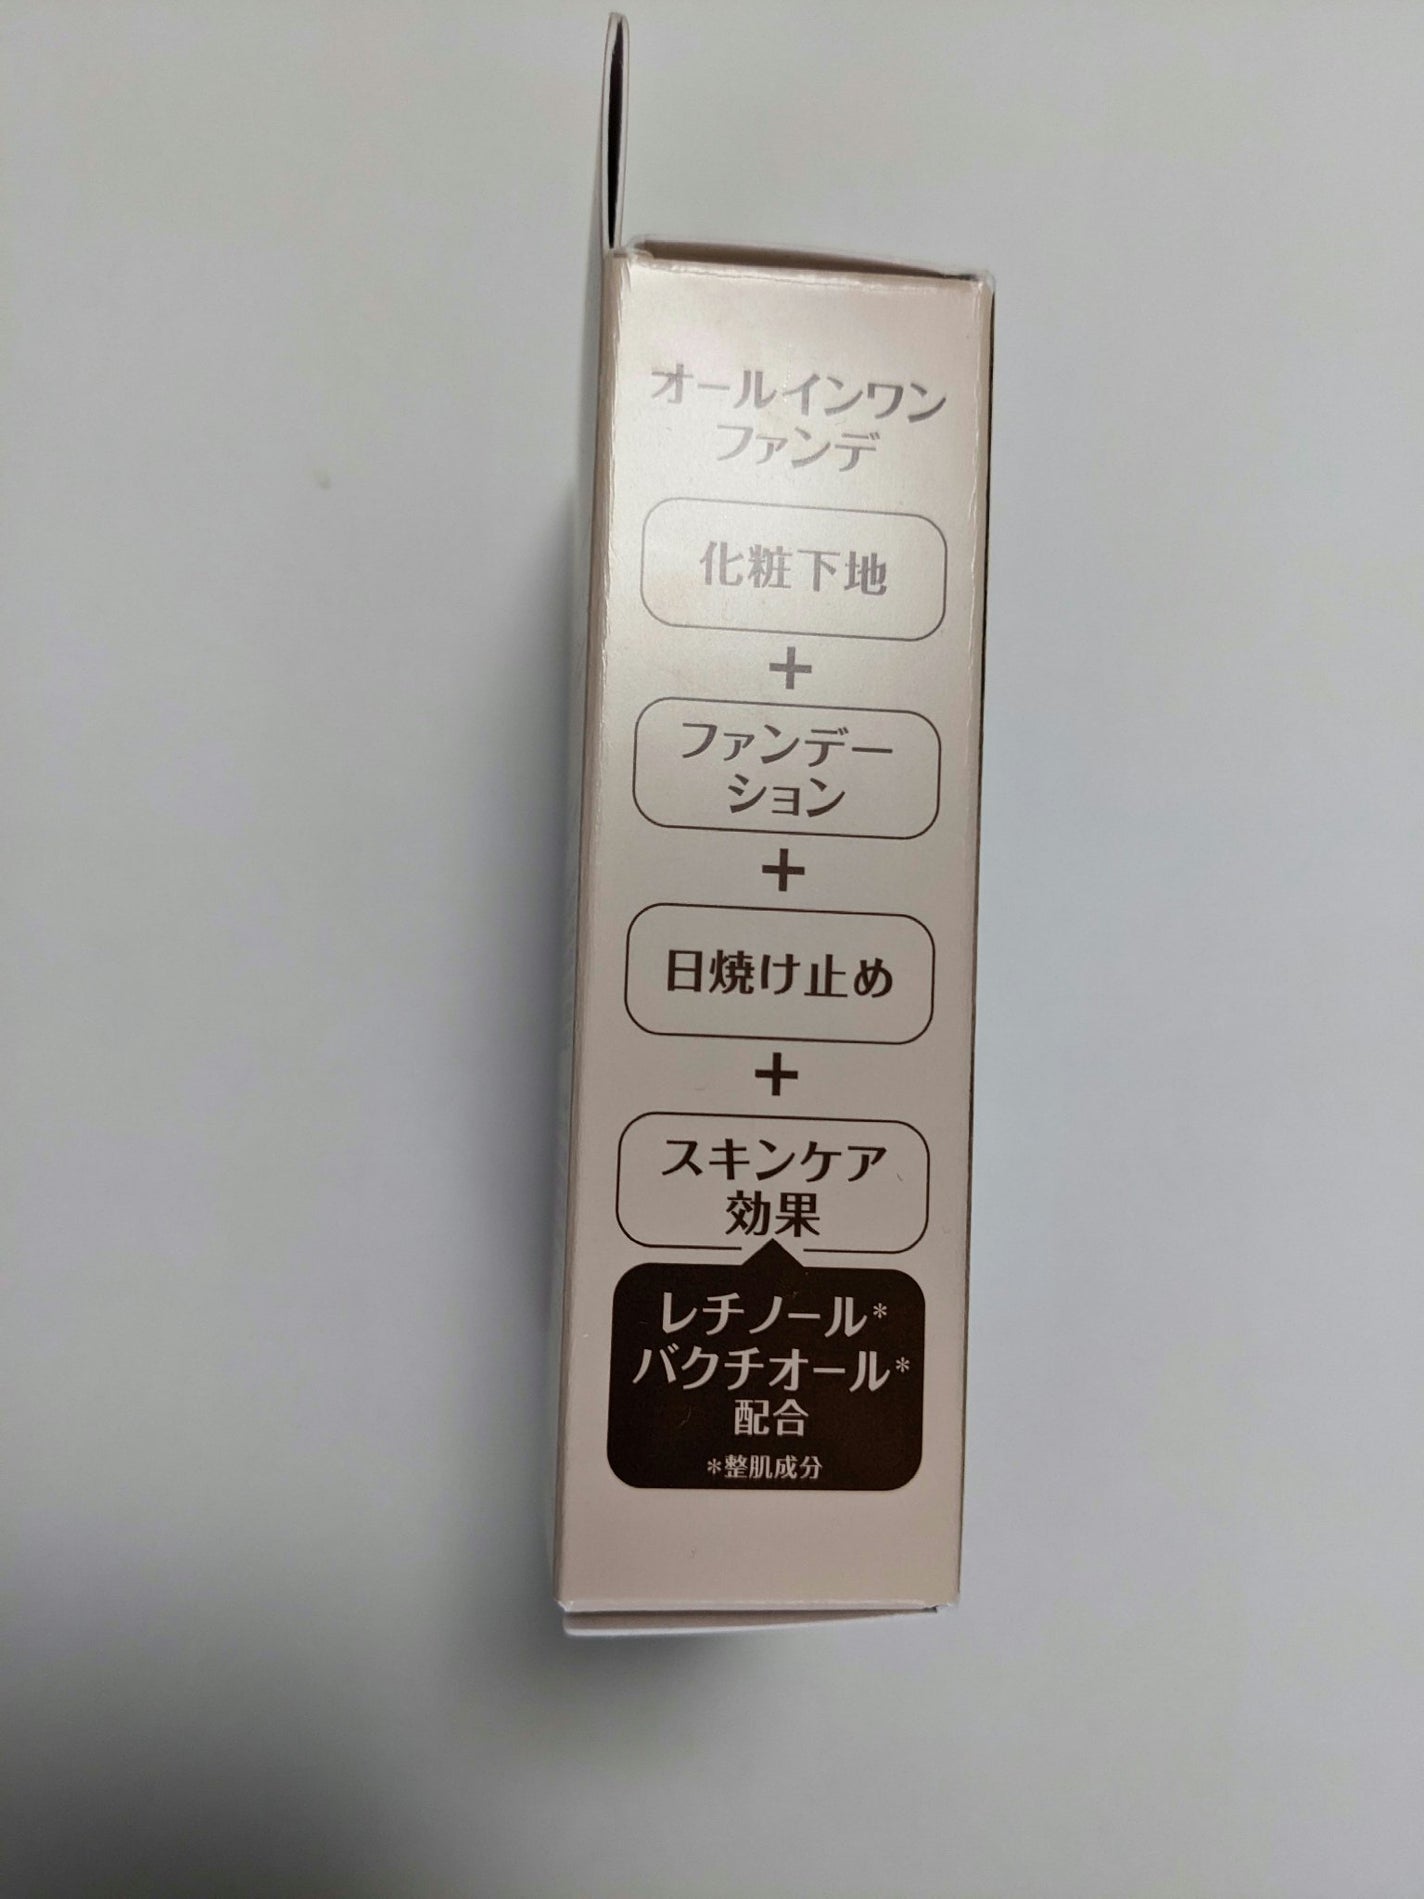 オールインワン
ファンデ
化粧下地
+
ファンデー
ション
+
日焼け止め
+
スキンケア
効果
レチノール*
バクチオール*
配合
*整肌成分